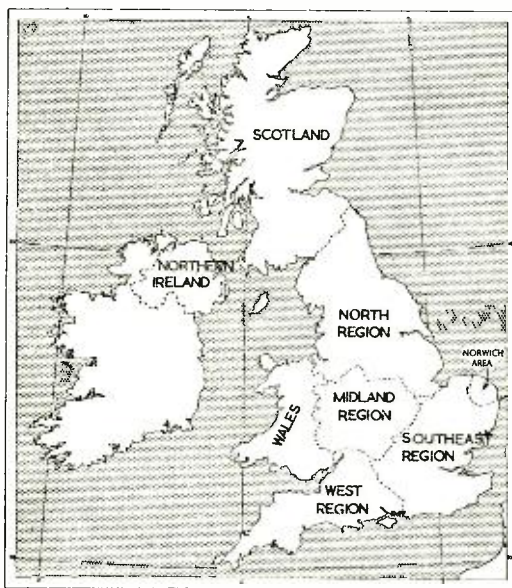 SCOTLAND
NORTHERN
IRELAND
NORTH
REGION
NORWICH
AREA
MIDLAND
REGION
WALES
SOUTHEAST
REGION
WEST
REGION